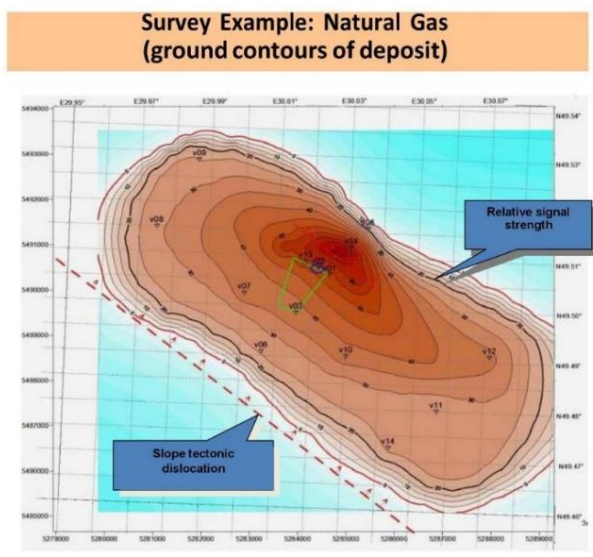 Survey Example: Natural Gas
(ground contours of deposit)
E29.95° E29.97° E29.99° E30.01° E30.03° E30.05° E30.07°
5494000
N49.54°
5493000
v09
N49.53°
5492000
v08
Relative signal
strength
5491000
v04
N49.51°
5490000
v07
v05
N49.50°
5489000
v06
v10
v12
N49.49°
5488000
v11
N49.48°
5487000
v14
Slope tectonic
dislocation
N49.47°
5486000
5485000
N49.46°
5279000 5280000 5281000 5282000 5283000 5284000 5285000 5286000 5287000 5288000 5289000